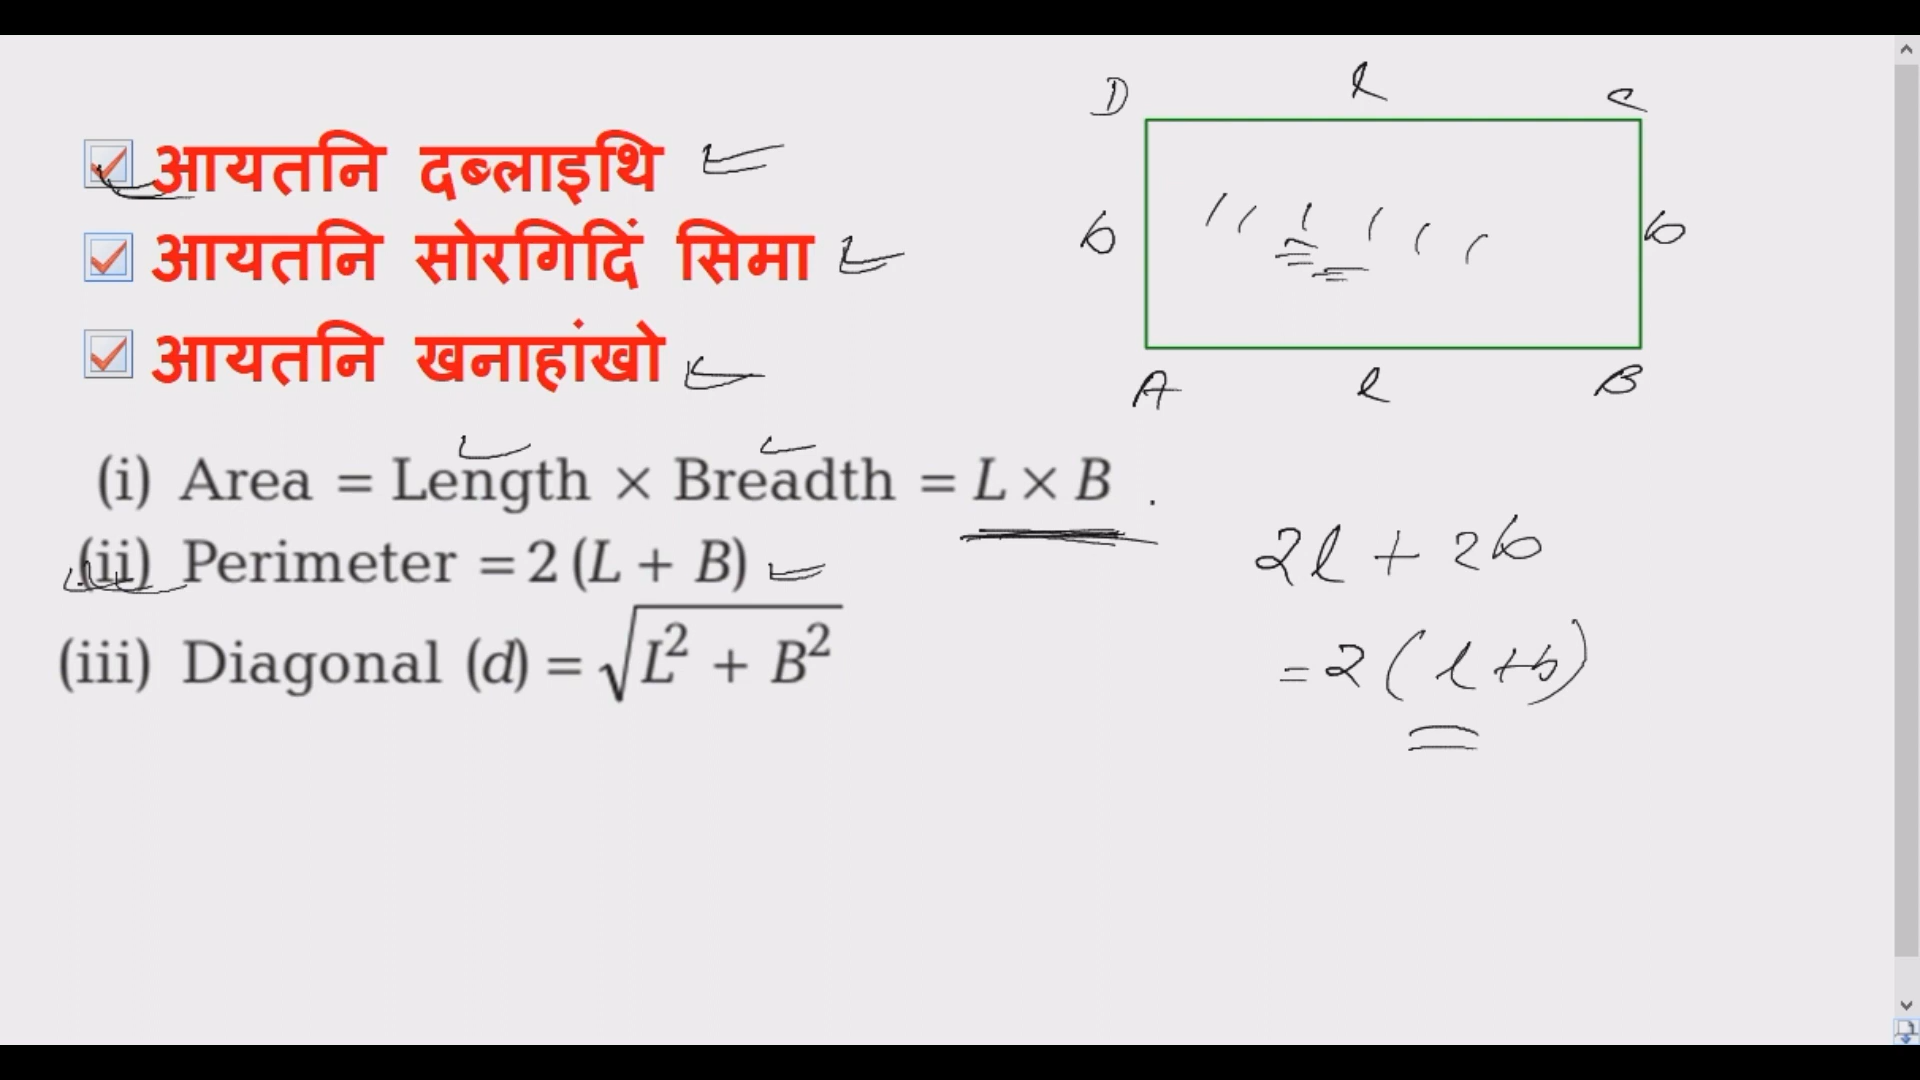 आयतनि दब्लाइथि
आयतनि सोरगिदिं सिमा
आयतनि खनाहांखो
(i) Area = Length × Breadth = L × B
(ii) Perimeter = 2 (L + B)
(iii) Diagonal (d) = √L² + B²
D l C
b b
A l B
2l + 2b
= 2 (l + b)